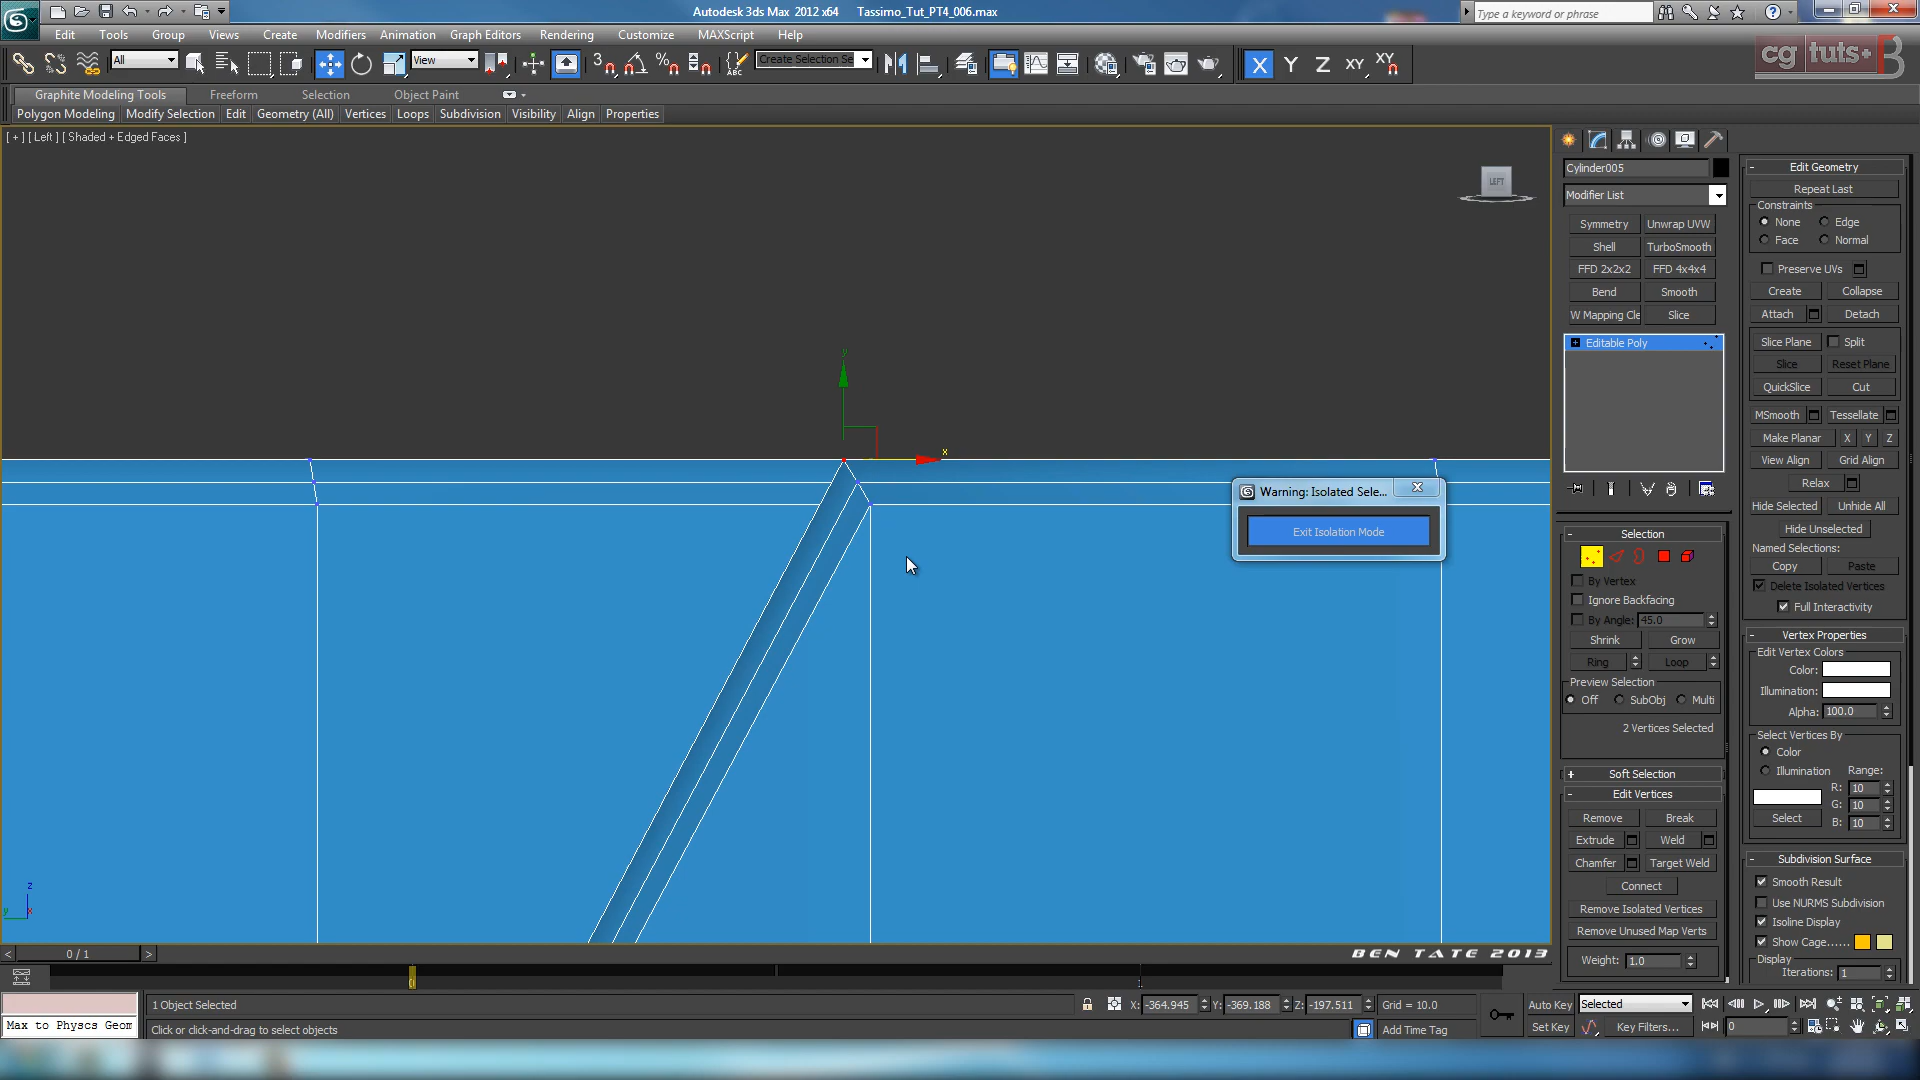 Autodesk 3ds Max 2012 x64 Tassimo_Tut_PT4_006.max
Type a keyword or phrase
Edit Tools Group Views Create Modifiers Animation Graph Editors Rendering Customize MAXScript Help
All View Create Selection Se X Y Z XY XY
cg tuts+
Graphite Modeling Tools Freeform Selection Object Paint
Polygon Modeling Modify Selection Edit Geometry (All) Vertices Loops Subdivision Visibility Align Properties
[ + ] [ Left ] [ Shaded + Edged Faces ]
LEFT
y
x
Warning: Isolated Sele...
Exit Isolation Mode
z
y
x
BEN TATE 2013
Cylinder005
Modifier List
Symmetry Unwrap UVW
Shell TurboSmooth
FFD 2x2x2 FFD 4x4x4
Bend Smooth
W Mapping Cle Slice
Editable Poly
Selection
By Vertex
Ignore Backfacing
By Angle: 45.0
Shrink Grow
Ring Loop
Preview Selection
Off SubObj Multi
2 Vertices Selected
Soft Selection
Edit Vertices
Remove Break
Extrude Weld
Chamfer Target Weld
Connect
Remove Isolated Vertices
Remove Unused Map Verts
Weight: 1.0
Edit Geometry
Repeat Last
Constraints
None Edge
Face Normal
Preserve UVs
Create Collapse
Attach Detach
Slice Plane Split
Slice Reset Plane
QuickSlice Cut
MSmooth Tessellate
Make Planar X Y Z
View Align Grid Align
Relax
Hide Selected Unhide All
Hide Unselected
Named Selections:
Copy Paste
Delete Isolated Vertices
Full Interactivity
Vertex Properties
Edit Vertex Colors
Color:
Illumination:
Alpha: 100.0
Select Vertices By
Color
Illumination Range:
R: 10
G: 10
B: 10
Select
Subdivision Surface
Smooth Result
Use NURMS Subdivision
Isoline Display
Show Cage......
Display
Iterations: 1
< 0 / 1 >
0
1
1 Object Selected X: -364.945 Y: -369.188 Z: -197.511 Grid = 10.0 Auto Key Selected
Max to Physcs Geom Click or click-and-drag to select objects Add Time Tag Set Key Key Filters... 0